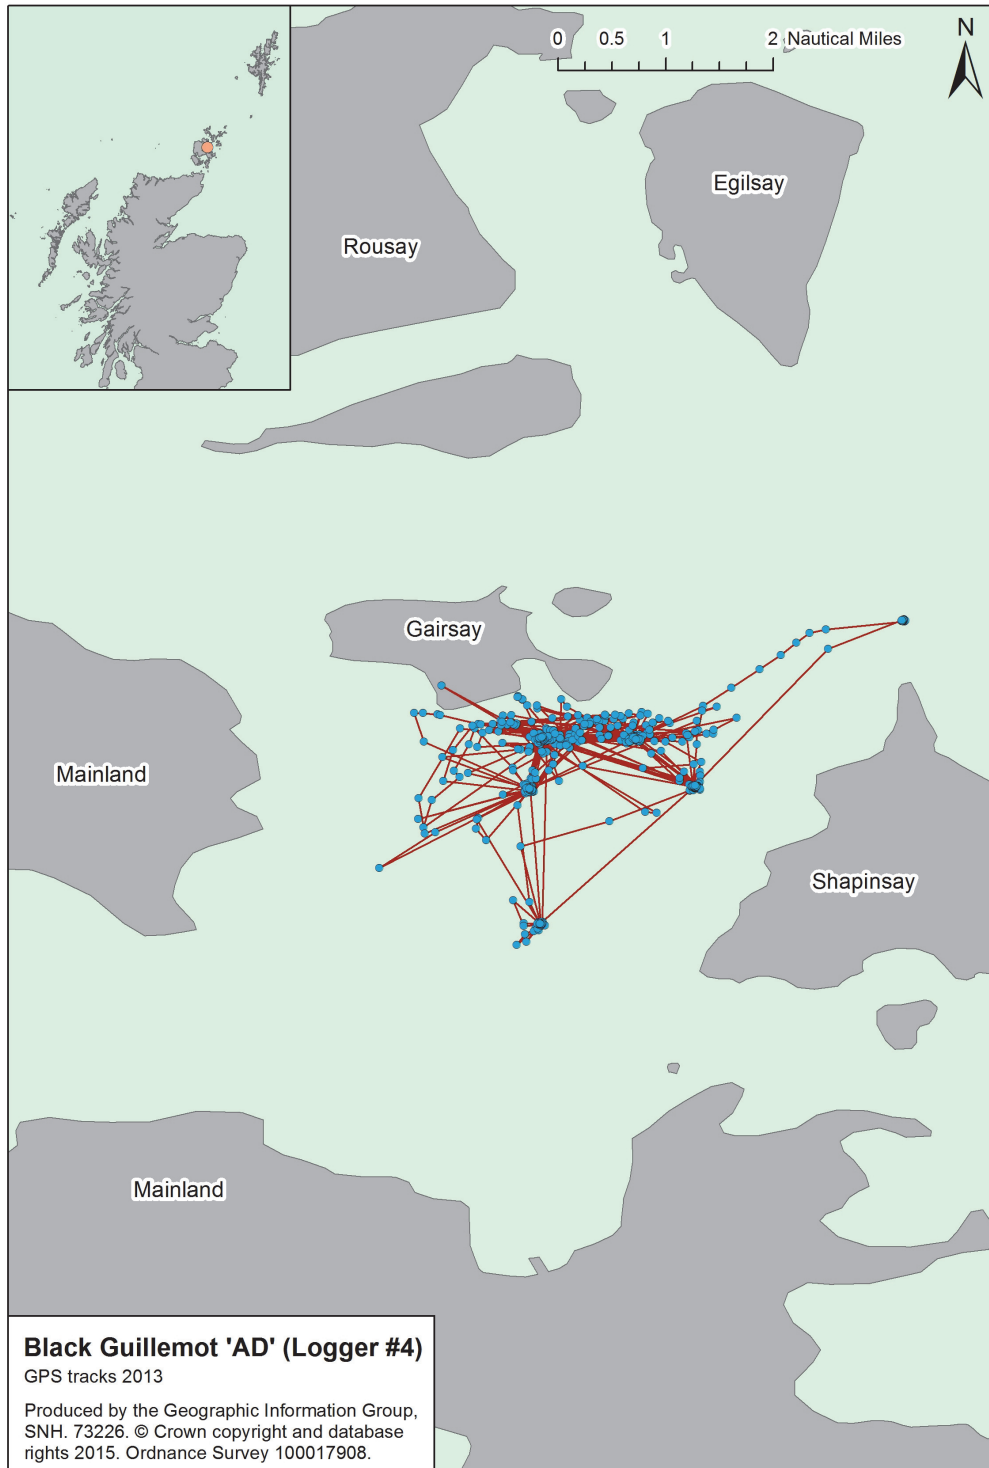 0 0.5 1 2 Nautical Miles
N
Egilsay
Rousay
Gairsay
Mainland
Shapinsay
Mainland
Black Guillemot 'AD' (Logger #4)
GPS tracks 2013
Produced by the Geographic Information Group,
SNH. 73226. © Crown copyright and database
rights 2015. Ordnance Survey 100017908.